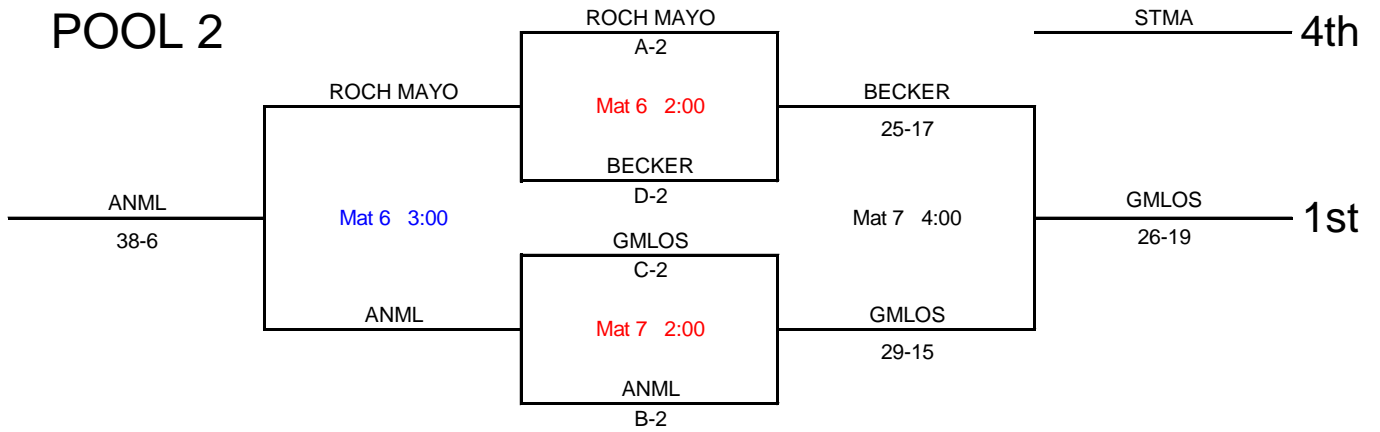 POOL 2
ROCH MAYO
STMA
4th
A-2
ROCH MAYO
Mat 6 2:00
BECKER
25-17
BECKER
D-2
ANML
38-6
Mat 6 3:00
Mat 7 4:00
GMLOS
26-19
1st
GMLOS
C-2
ANML
Mat 7 2:00
GMLOS
29-15
ANML
B-2